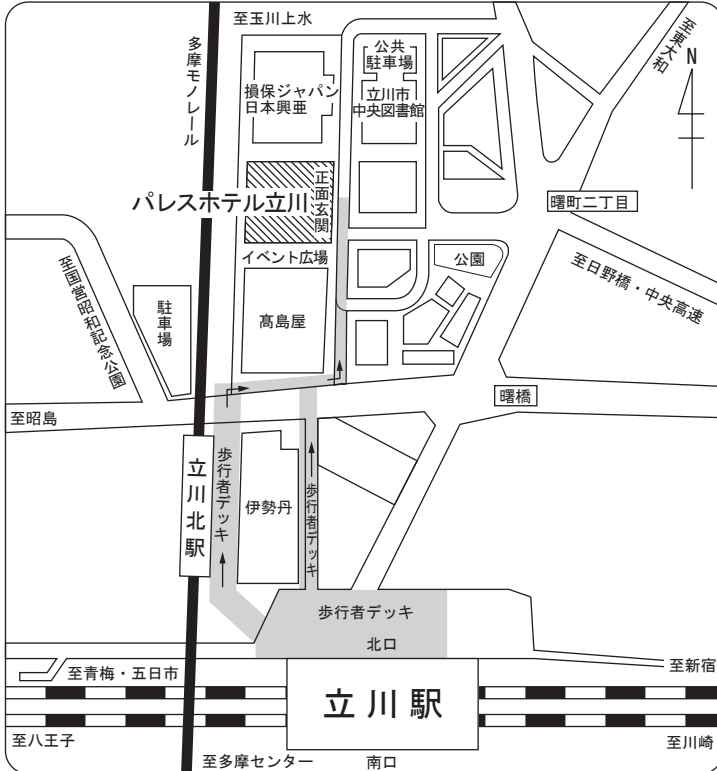 至玉川上水
多摩モノレール
公共
駐車場
至東大和
N
損保ジャパン
日本興亜
立川市
中央図書館
正面玄関
パレスホテル立川
曙町二丁目
イベント広場
公園
至日野橋・中央高速
至国営昭和記念公園
駐車場
髙島屋
曙橋
至昭島
立川北駅
歩行者デッキ
伊勢丹
歩行者デッキ
歩行者デッキ
北口
至青梅・五日市
至新宿
立川駅
至八王子
至川崎
至多摩センター
南口